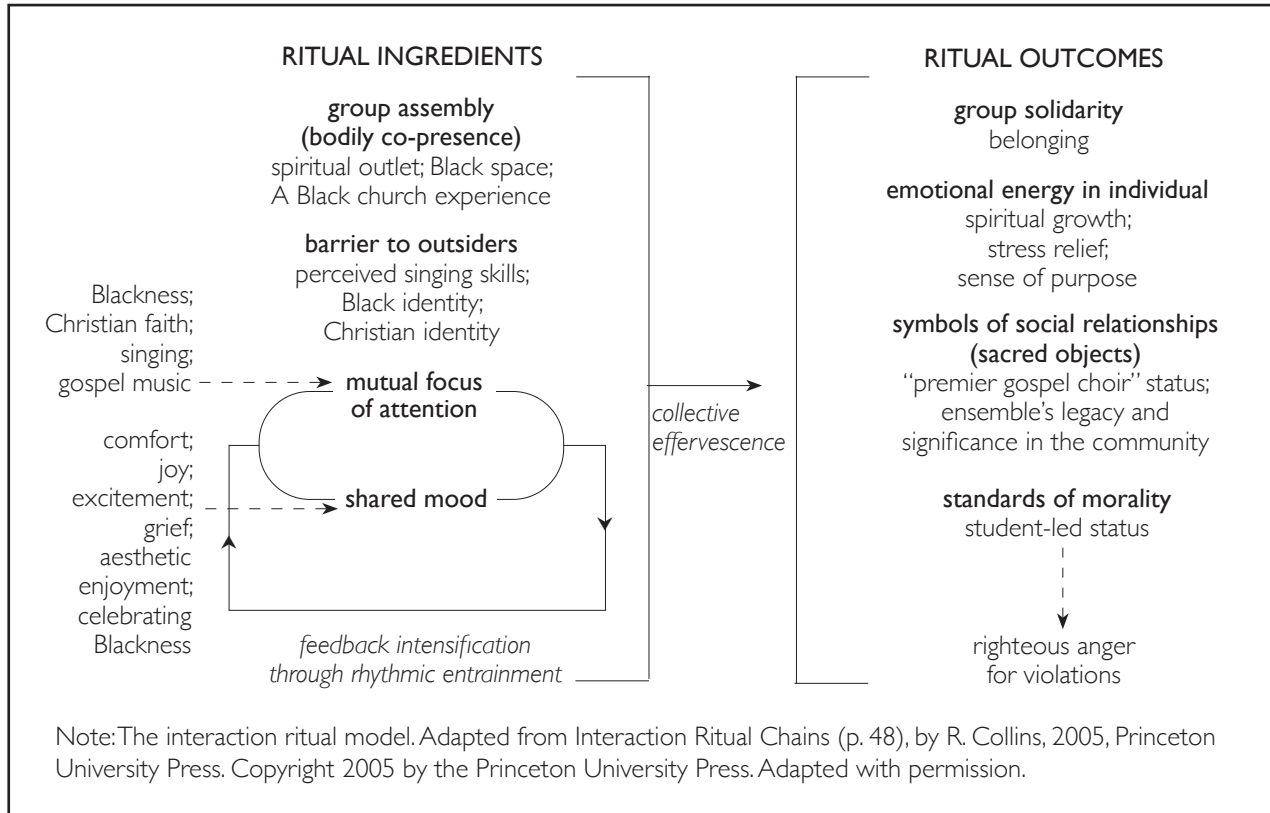 RITUAL INGREDIENTS
group assembly
(bodily co-presence)
spiritual outlet; Black space;
A Black church experience
barrier to outsiders
perceived singing skills;
Black identity;
Christian identity
Blackness;
Christian faith;
singing;
gospel music
mutual focus
of attention
comfort;
joy;
excitement;
grief;
aesthetic
enjoyment;
celebrating
Blackness
shared mood
feedback intensification
through rhythmic entrainment
collective
effervescence
RITUAL OUTCOMES
group solidarity
belonging
emotional energy in individual
spiritual growth;
stress relief;
sense of purpose
symbols of social relationships
(sacred objects)
“premier gospel choir” status;
ensemble’s legacy and
significance in the community
standards of morality
student-led status
righteous anger
for violations
Note: The interaction ritual model. Adapted from Interaction Ritual Chains (p. 48), by R. Collins, 2005, Princeton
University Press. Copyright 2005 by the Princeton University Press. Adapted with permission.